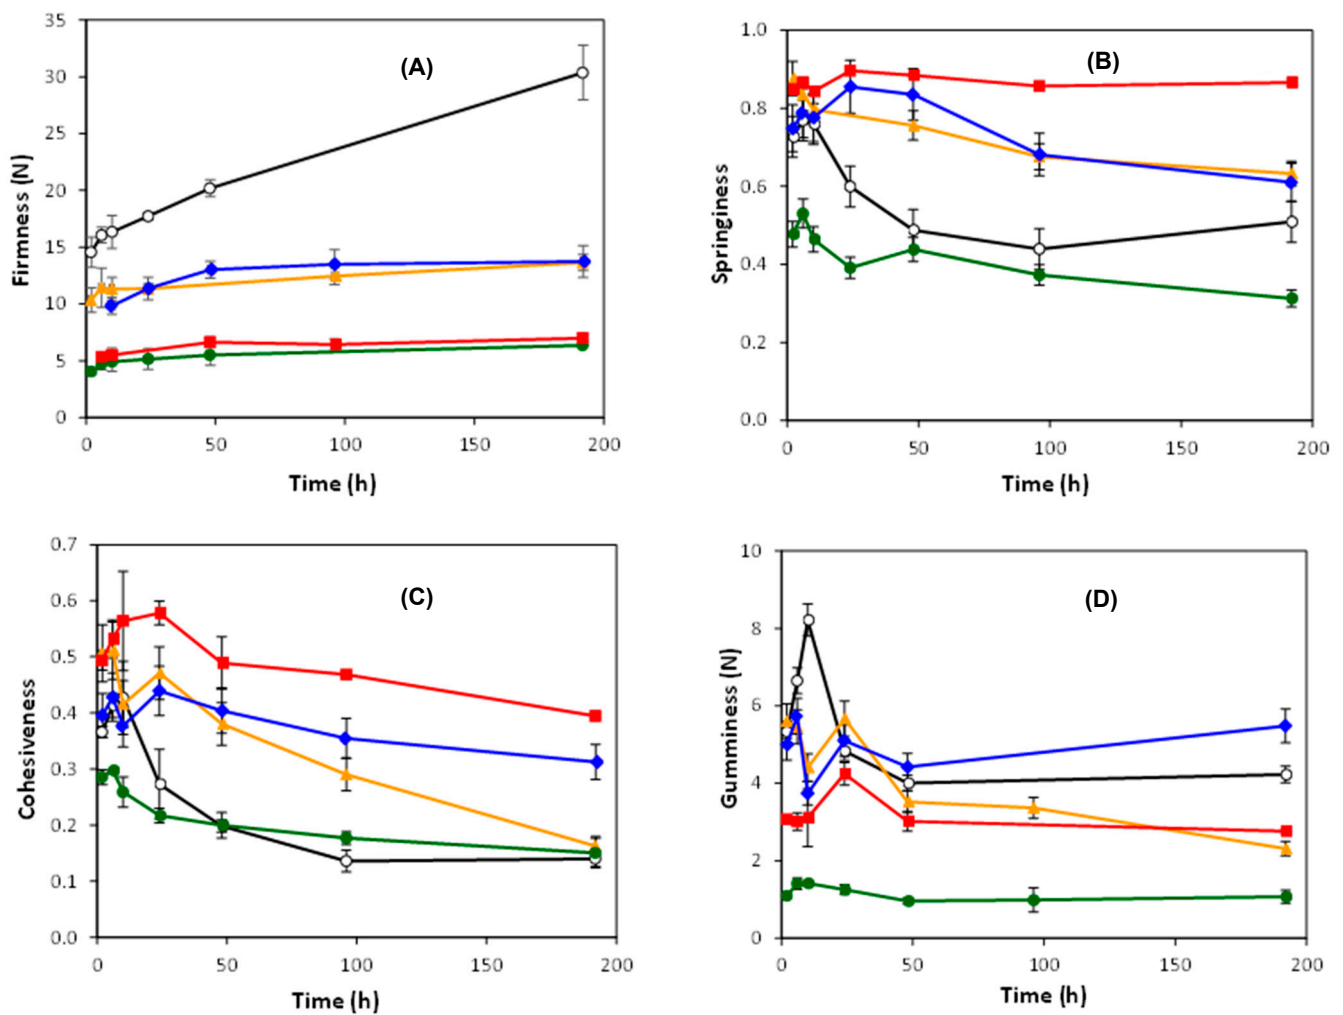 35
30
25
20
15
10
5
0
Firmness (N)
(A)
0 50 100 150 200
Time (h)
1.0
0.8
0.6
0.4
0.2
0.0
Springiness
(B)
0 50 100 150 200
Time (h)
0.7
0.6
0.5
0.4
0.3
0.2
0.1
0.0
Cohesiveness
(C)
0 50 100 150 200
Time (h)
10
8
6
4
2
0
Gumminess (N)
(D)
0 50 100 150 200
Time (h)